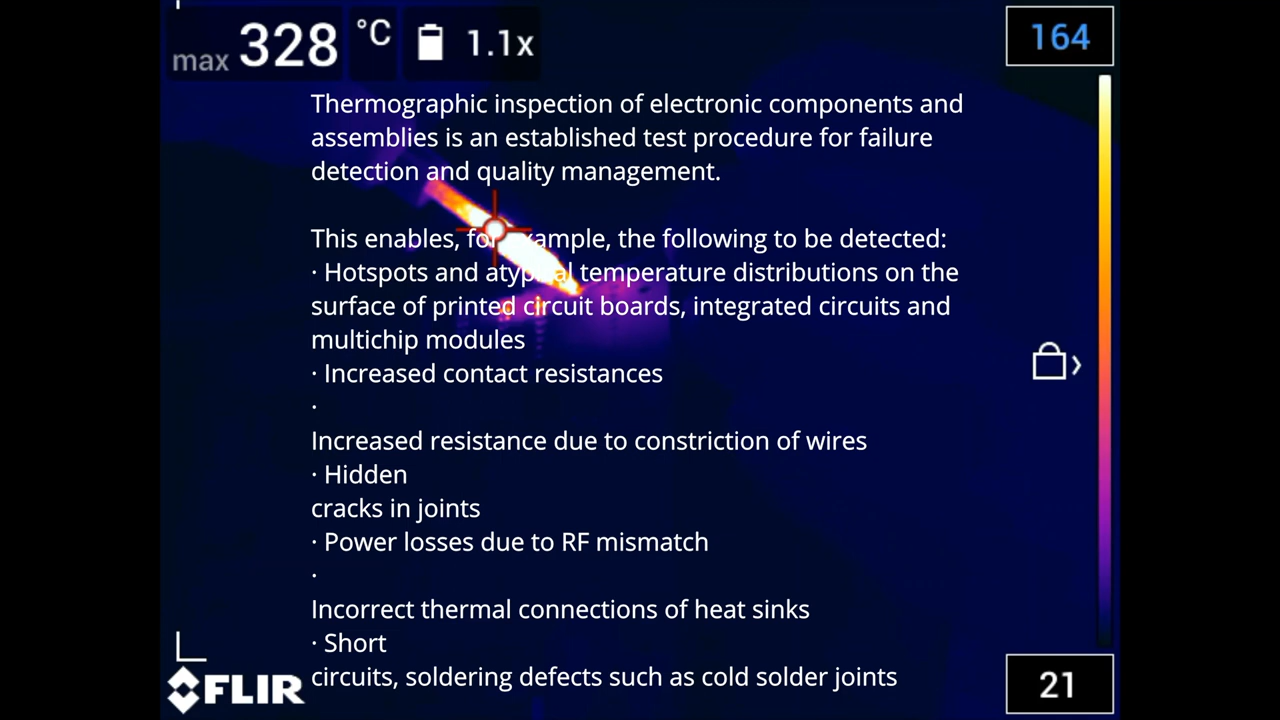 max 328 °C 1.1x
164
Thermographic inspection of electronic components and
assemblies is an established test procedure for failure
detection and quality management.
This enables, for example, the following to be detected:
· Hotspots and atypical temperature distributions on the
surface of printed circuit boards, integrated circuits and
multichip modules
· Increased contact resistances
·
Increased resistance due to constriction of wires
· Hidden
cracks in joints
· Power losses due to RF mismatch
·
Incorrect thermal connections of heat sinks
· Short
circuits, soldering defects such as cold solder joints
FLIR
21